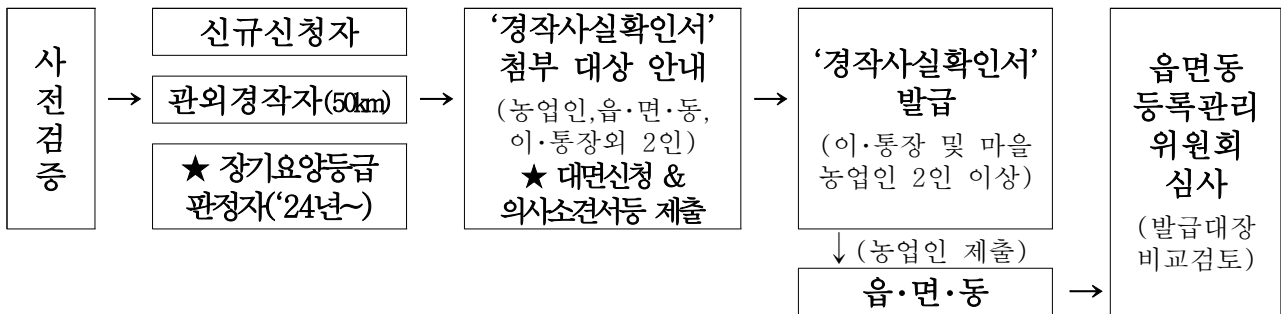 사
전
검
증
→
신규신청자
관외경작자(50km)
★ 장기요양등급
판정자(‘24년~)
→
‘경작사실확인서’
첨부 대상 안내
(농업인,읍·면·동,
이·통장외 2인)
★ 대면신청 &
의사소견서등 제출
→
‘경작사실확인서’
발급
(이·통장 및 마을
농업인 2인 이상)
↓(농업인 제출)
읍·면·동
→
읍면동
등록관리
위원회
심사
(발급대장
비교검토)